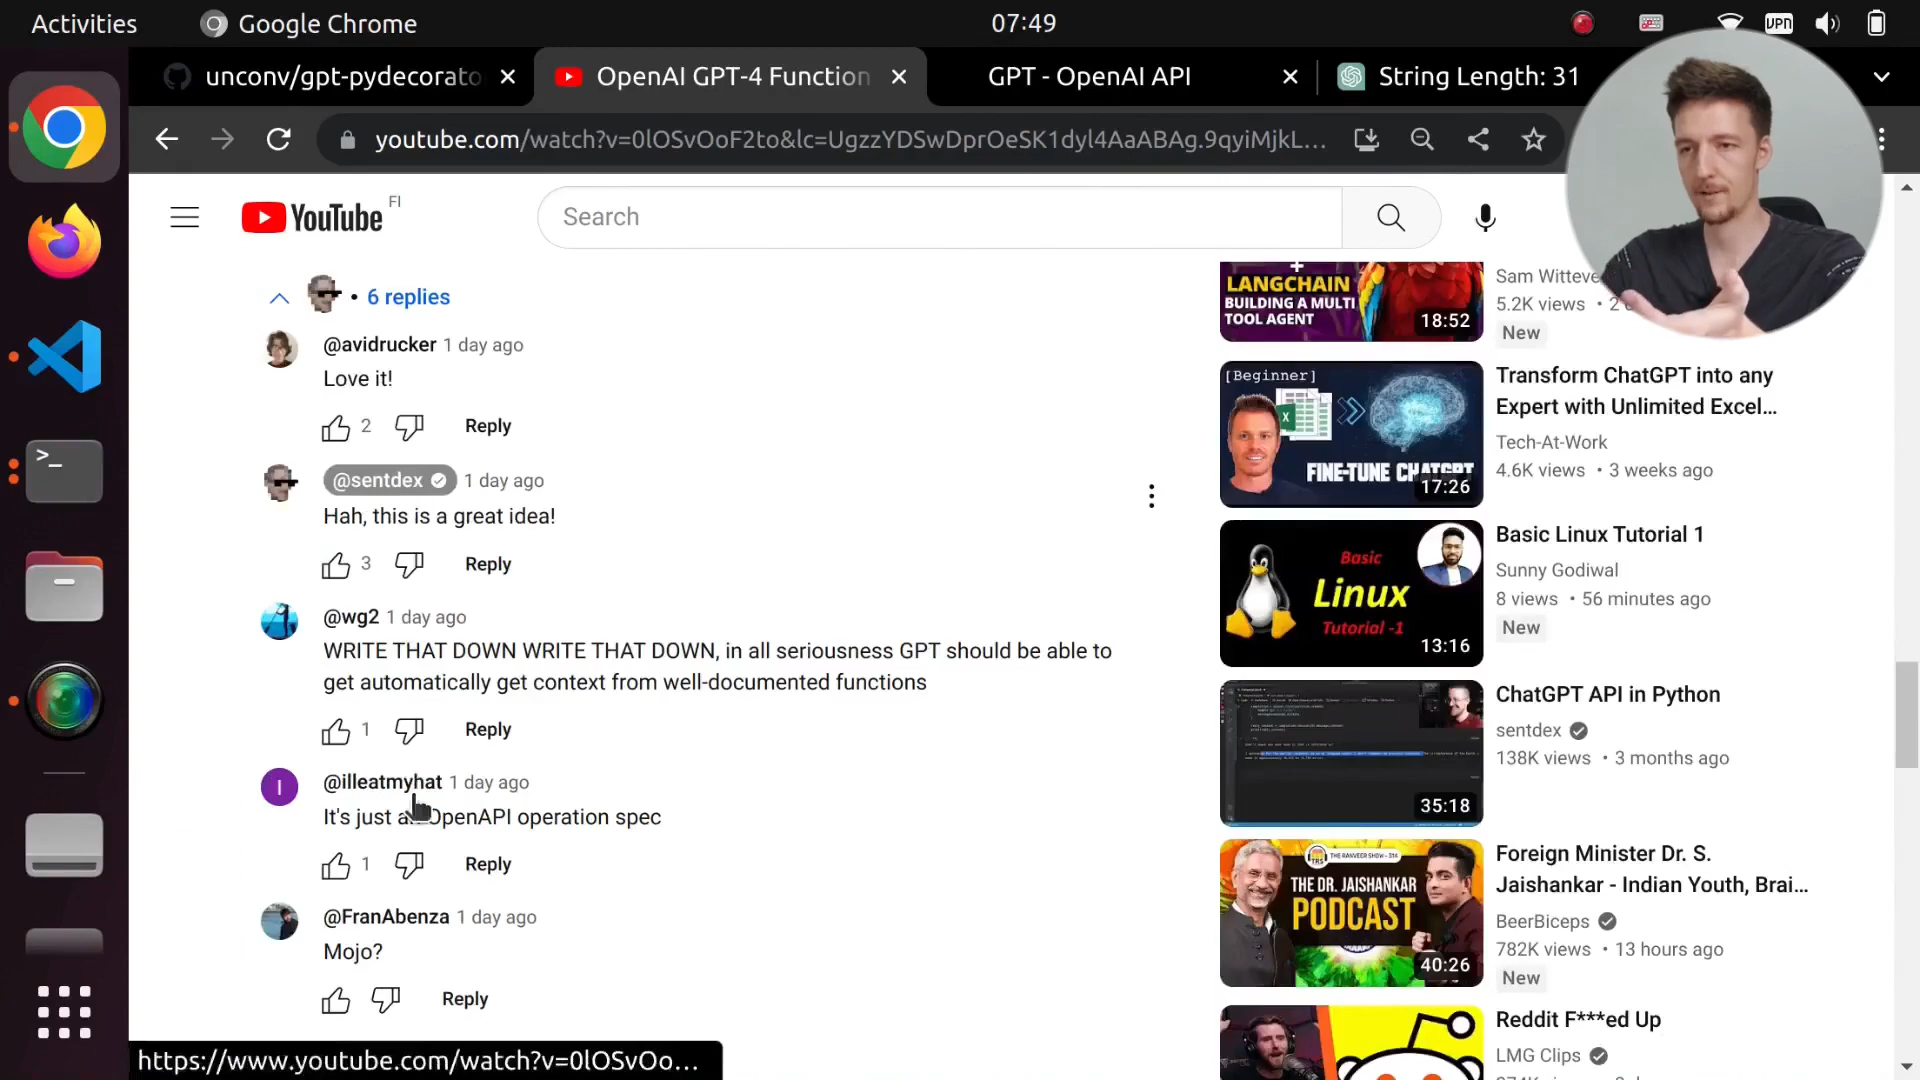 Activities
Google Chrome
07:49
VPN
unconv/gpt-pydecorato
OpenAI GPT-4 Function
GPT - OpenAI API
String Length: 31
youtube.com/watch?v=0lOSvOoF2to&lc=UgzzYDSwDprOeSK1dyl4AaABAg.9qyiMjkL...
YouTube
FI
Search
• 6 replies
@avidrucker 1 day ago
Love it!
2
Reply
@sentdex 1 day ago
Hah, this is a great idea!
3
Reply
@wg2 1 day ago
WRITE THAT DOWN WRITE THAT DOWN, in all seriousness GPT should be able to
get automatically get context from well-documented functions
1
Reply
I
@illeatmyhat 1 day ago
It's just an OpenAPI operation spec
1
Reply
@FranAbenza 1 day ago
Mojo?
Reply
https://www.youtube.com/watch?v=0lOSvOo...
+
LANGCHAIN
BUILDING A MULTI
TOOL AGENT
18:52
5.2K views
New
[Beginner]
FINE-TUNE CHATGPT
17:26
Transform ChatGPT into any
Expert with Unlimited Excel...
Tech-At-Work
4.6K views • 3 weeks ago
Basic
Linux
Tutorial -1
13:16
Basic Linux Tutorial 1
Sunny Godiwal
8 views • 56 minutes ago
New
35:18
ChatGPT API in Python
sentdex
138K views • 3 months ago
TRS
THE RANVEER SHOW
THE DR. JAISHANKAR
PODCAST
40:26
Foreign Minister Dr. S.
Jaishankar - Indian Youth, Brai...
BeerBiceps
782K views • 13 hours ago
New
Reddit F***ed Up
LMG Clips